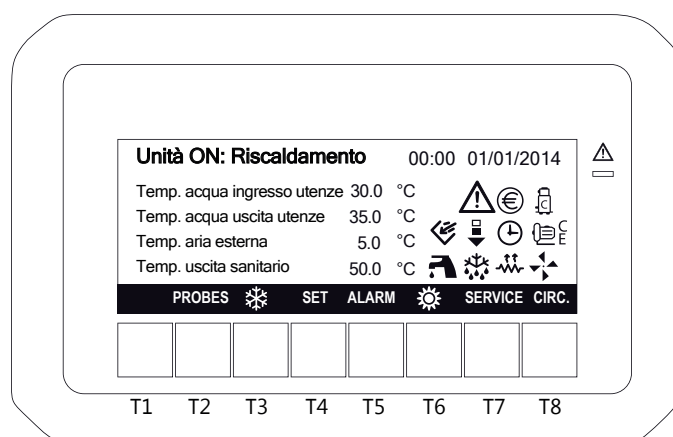 Unità ON: Riscaldamento 00:00 01/01/2014
Temp. acqua ingresso utenze 30.0 °C
Temp. acqua uscita utenze 35.0 °C
Temp. aria esterna 5.0 °C
Temp. uscita sanitario 50.0 °C
€ C
C
E
PROBES SET ALARM SERVICE CIRC.
T1 T2 T3 T4 T5 T6 T7 T8